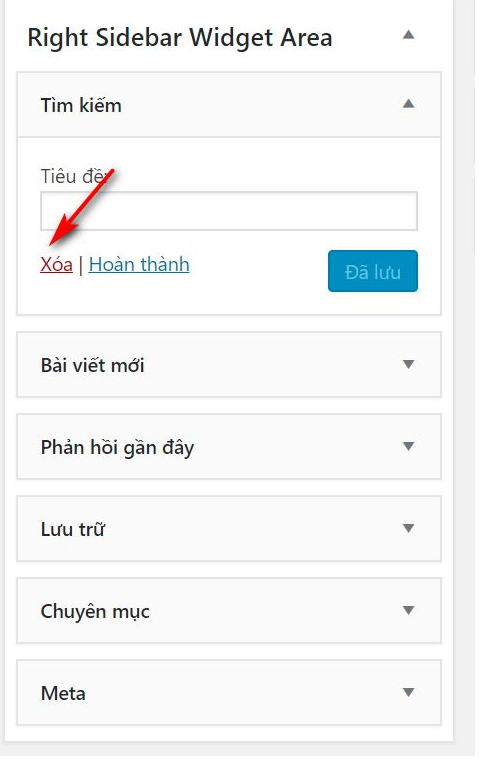 Right Sidebar Widget Area
Tìm kiếm
Tiêu đề:
Xóa | Hoàn thành
Đã lưu
Bài viết mới
Phản hồi gần đây
Lưu trữ
Chuyên mục
Meta